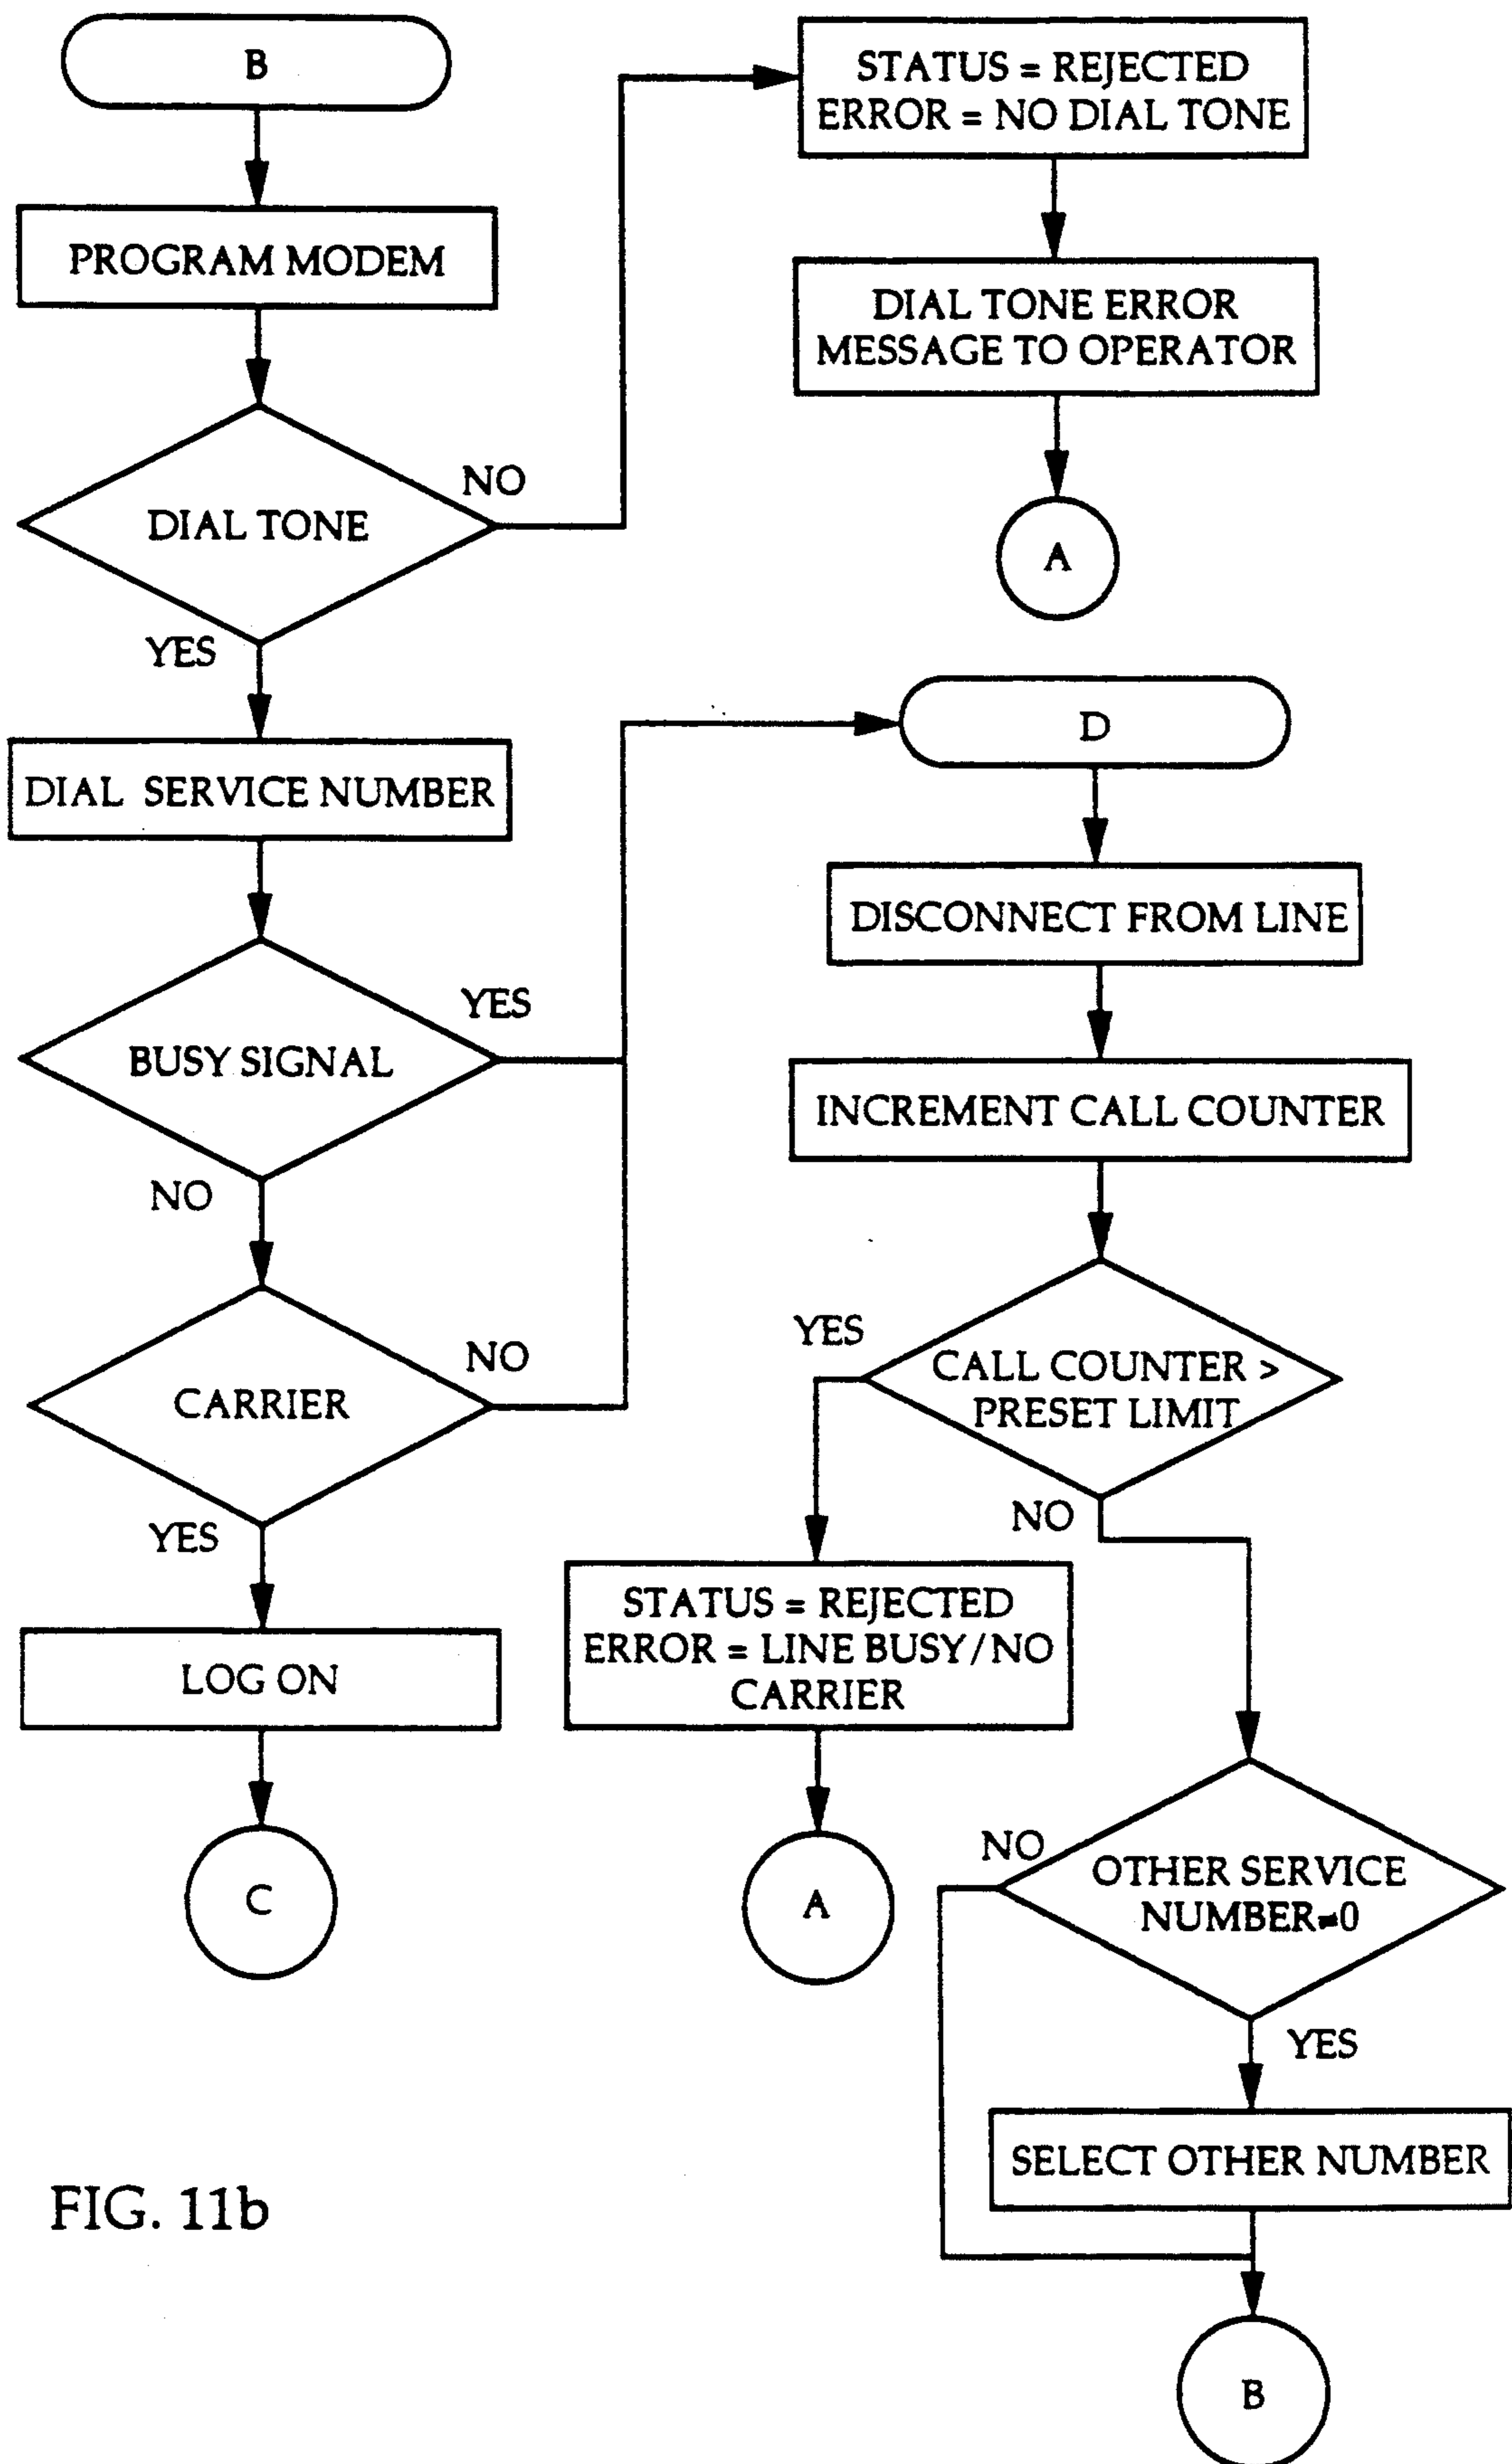 B
PROGRAM MODEM
DIAL TONE
NO
YES
DIAL SERVICE NUMBER
BUSY SIGNAL
YES
NO
CARRIER
NO
YES
LOG ON
C
STATUS = REJECTED
ERROR = NO DIAL TONE
DIAL TONE ERROR
MESSAGE TO OPERATOR
A
D
DISCONNECT FROM LINE
INCREMENT CALL COUNTER
CALL COUNTER >
PRESET LIMIT
YES
NO
STATUS = REJECTED
ERROR = LINE BUSY/NO
CARRIER
A
OTHER SERVICE
NUMBER≠0
NO
YES
SELECT OTHER NUMBER
B
FIG. 11b